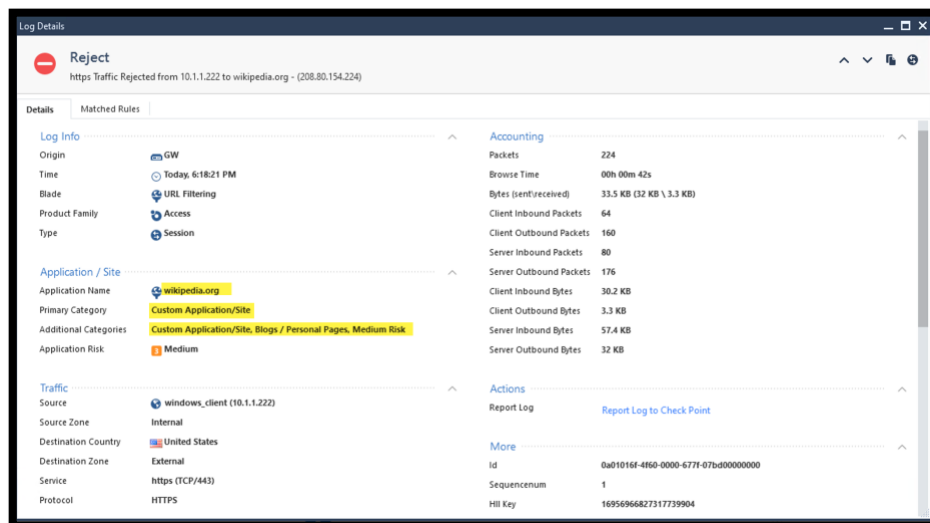 Log Details
Reject
https Traffic Rejected from 10.1.1.222 to wikipedia.org - (208.80.154.224)
Details Matched Rules
Log Info
Origin GW
Time Today, 6:18:21 PM
Blade URL Filtering
Product Family Access
Type Session
Application / Site
Application Name wikipedia.org
Primary Category Custom Application/Site
Additional Categories Custom Application/Site, Blogs / Personal Pages, Medium Risk
Application Risk Medium
Traffic
Source windows_client (10.1.1.222)
Source Zone Internal
Destination Country United States
Destination Zone External
Service https (TCP/443)
Protocol HTTPS
Accounting
Packets 224
Browse Time 00h 00m 42s
Bytes (sent\received) 33.5 KB (32 KB \ 3.3 KB)
Client Inbound Packets 64
Client Outbound Packets 160
Server Inbound Packets 80
Server Outbound Packets 176
Client Inbound Bytes 30.2 KB
Client Outbound Bytes 3.3 KB
Server Inbound Bytes 57.4 KB
Server Outbound Bytes 32 KB
Actions
Report Log Report Log to Check Point
More
Id 0a01016f-4f60-0000-677f-07bd00000000
Sequencenum 1
Hll Key 16956966827317739904